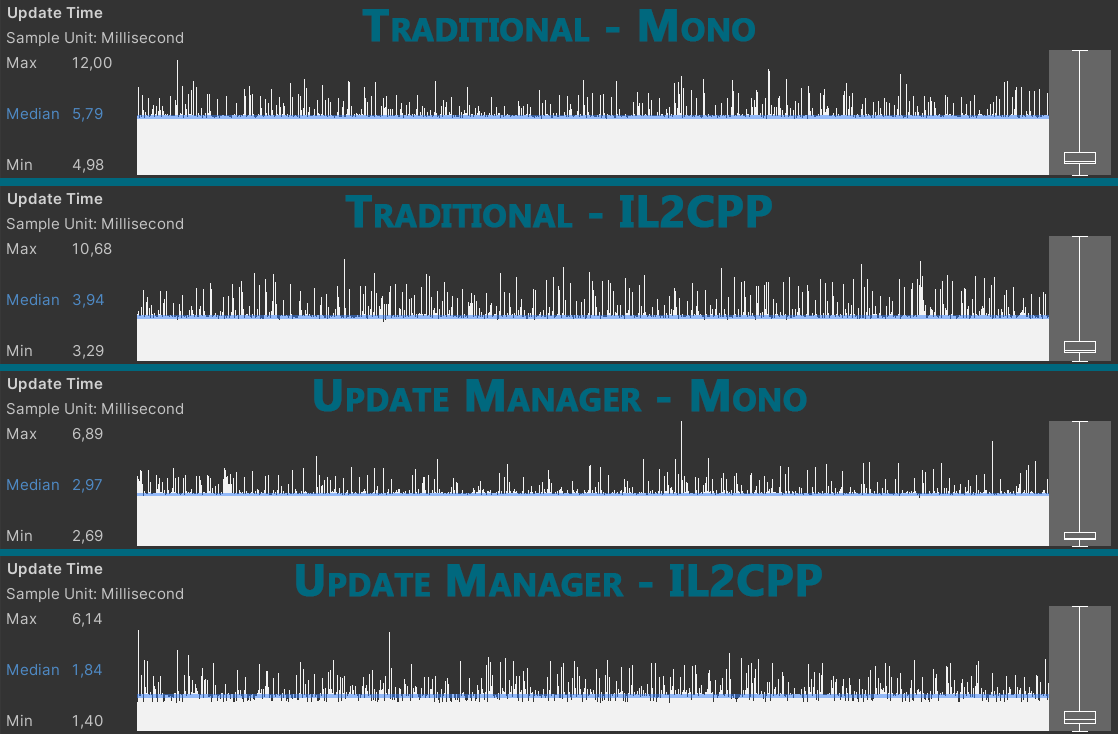 Update Time
Traditional - Mono
Sample Unit: Millisecond
Max 12,00
Median 5,79
Min 4,98
Update Time
Traditional - IL2CPP
Sample Unit: Millisecond
Max 10,68
Median 3,94
Min 3,29
Update Time
Update Manager - Mono
Sample Unit: Millisecond
Max 6,89
Median 2,97
Min 2,69
Update Time
Update Manager - IL2CPP
Sample Unit: Millisecond
Max 6,14
Median 1,84
Min 1,40